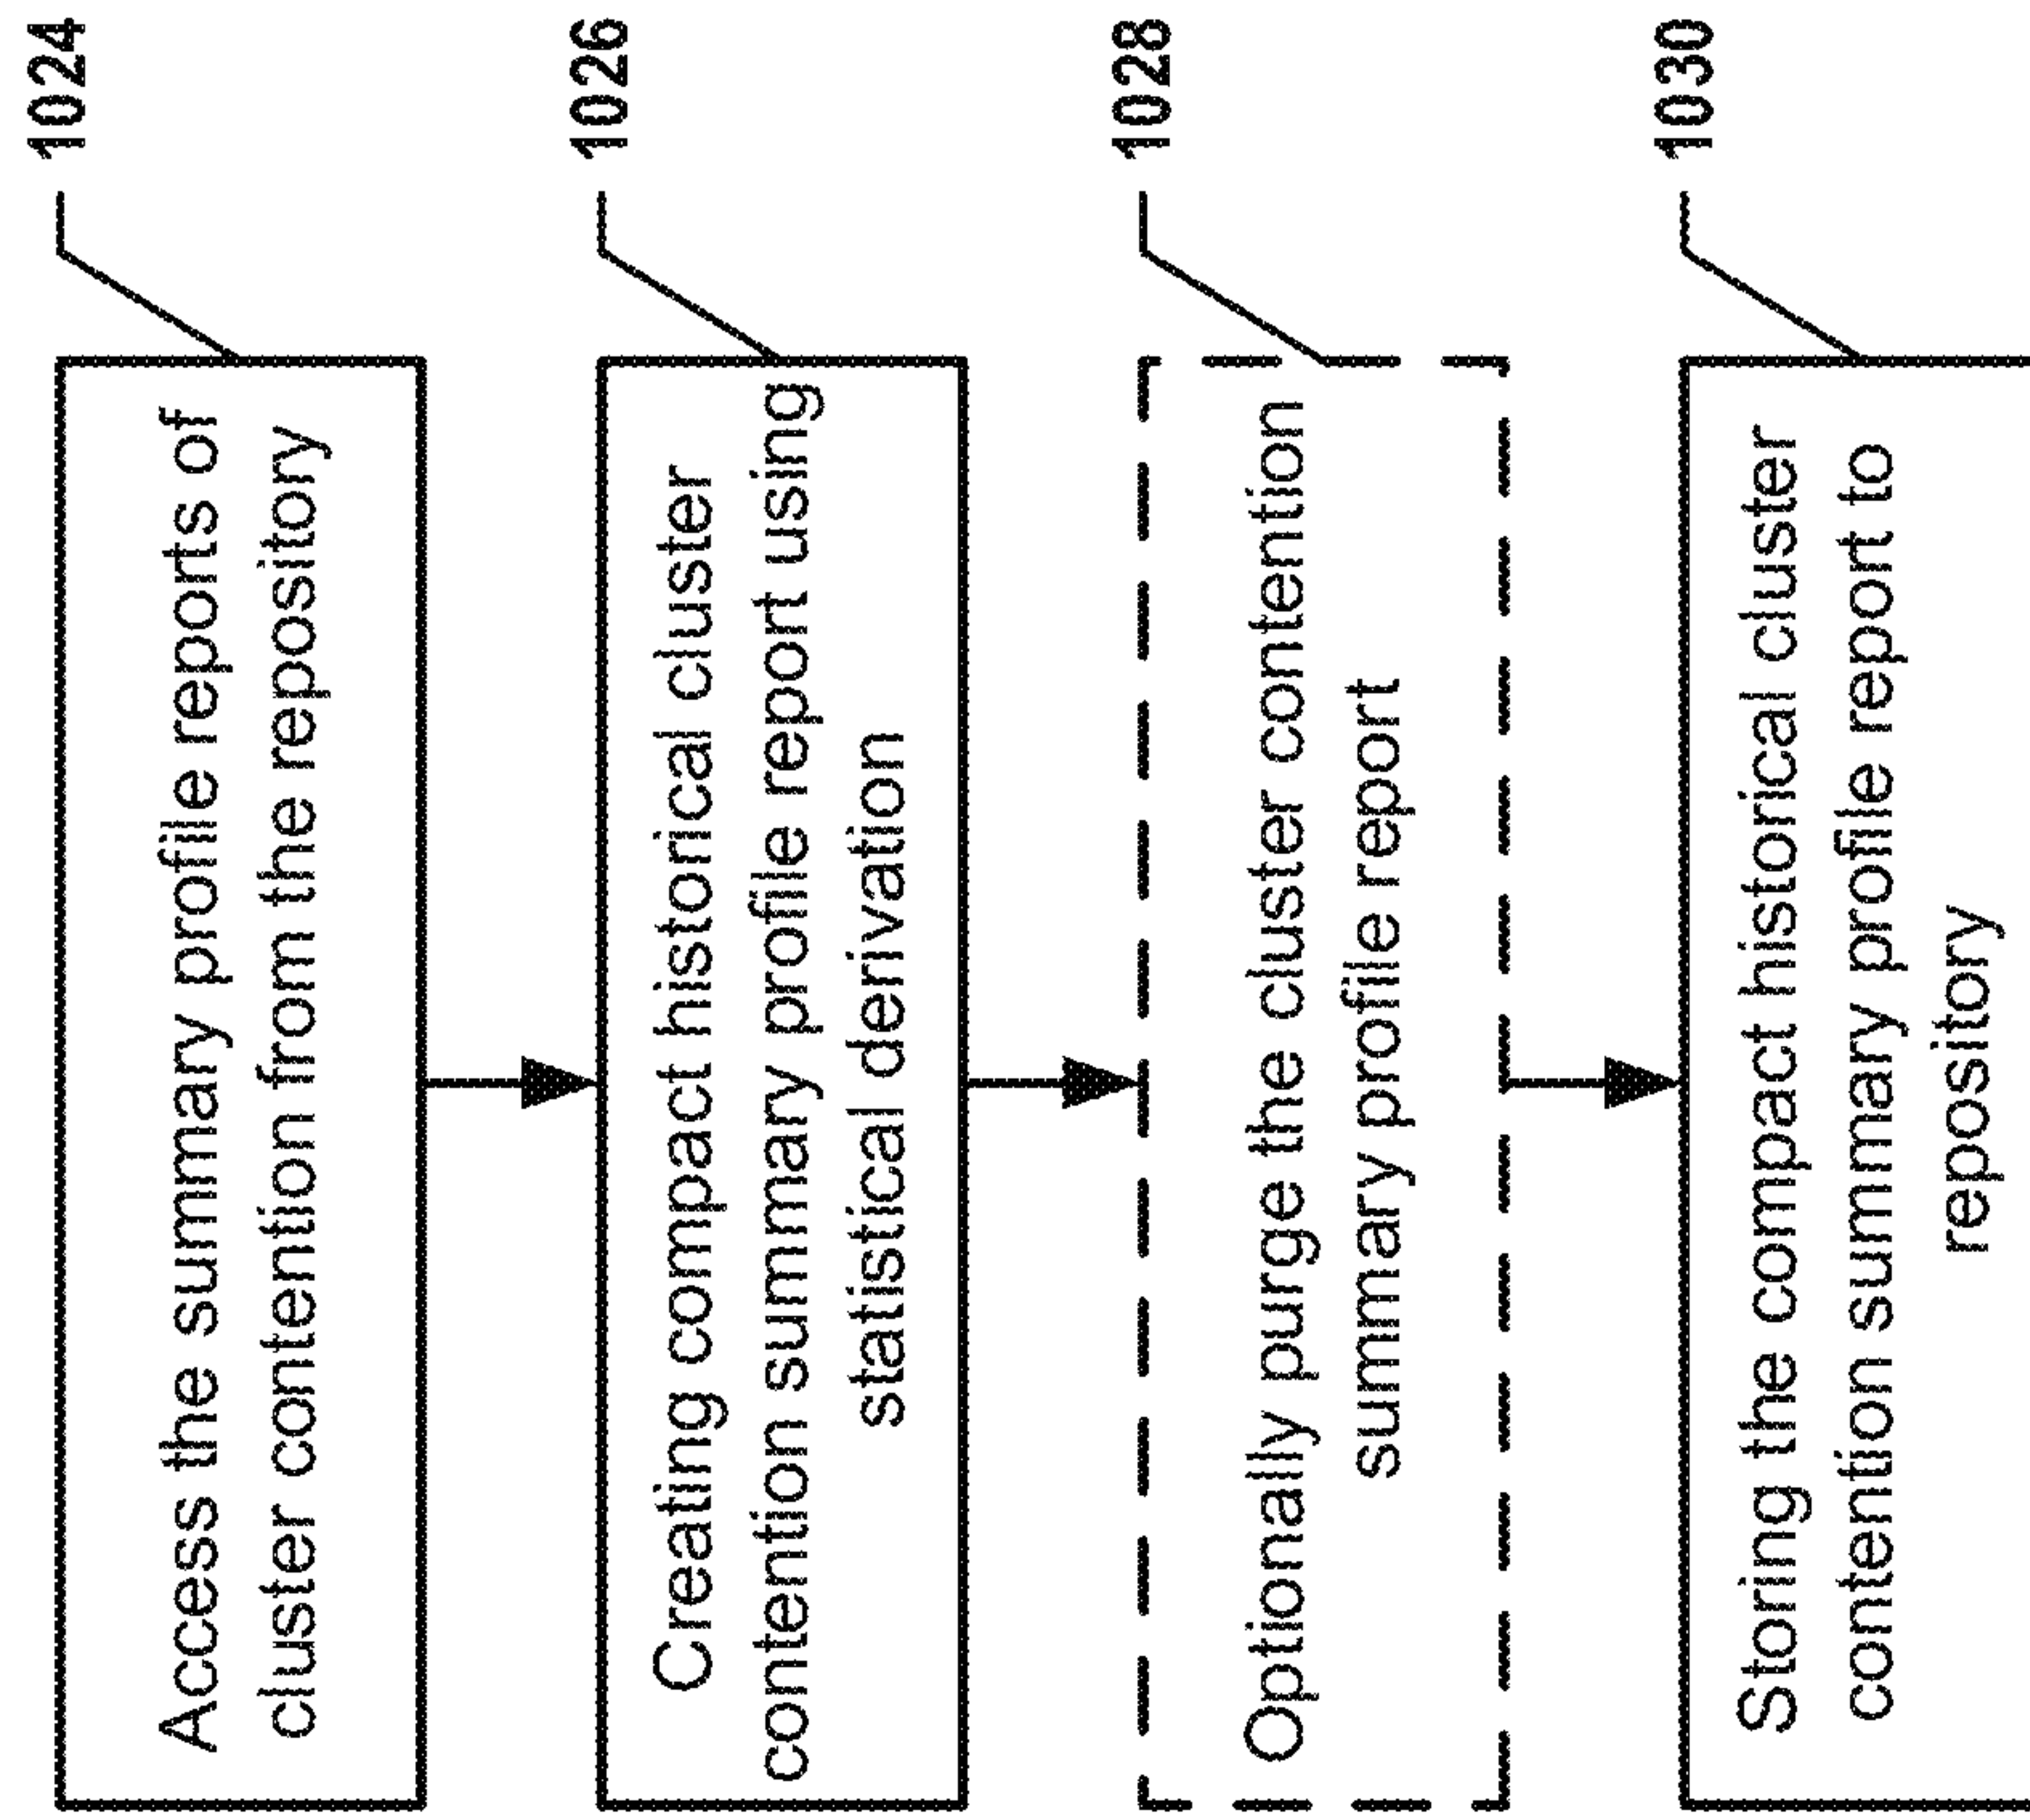 Access the summary profile reports of
cluster contention from the repository
1024
Creating compact historical cluster
contention summary profile report using
statistical derivation
1026
Optionally purge the cluster contention
summary profile report
1028
Storing the compact historical cluster
contention summary profile report to
repository
1030